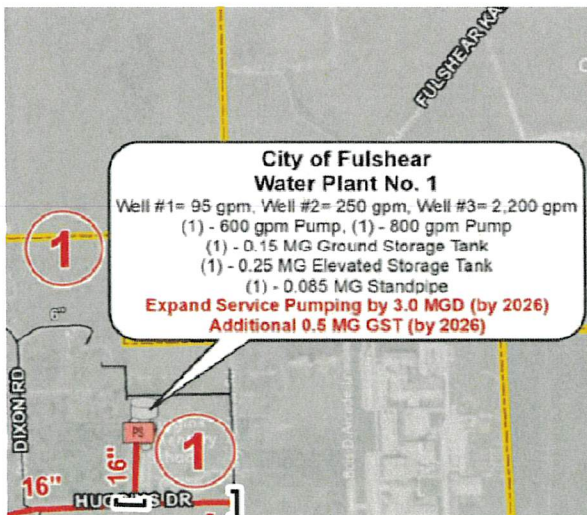 FULSHEAR KA
City of Fulshear
Water Plant No. 1
Well #1= 95 gpm, Well #2= 250 gpm, Well #3= 2,200 gpm
(1) - 600 gpm Pump, (1) - 800 gpm Pump
(1) - 0.15 MG Ground Storage Tank
(1) - 0.25 MG Elevated Storage Tank
(1) - 0.085 MG Standpipe
Expand Service Pumping by 3.0 MGD (by 2026)
Additional 0.5 MG GST (by 2026)
1
6"
DIXON RD
PS
1
16"
16"
HUGGINS DR